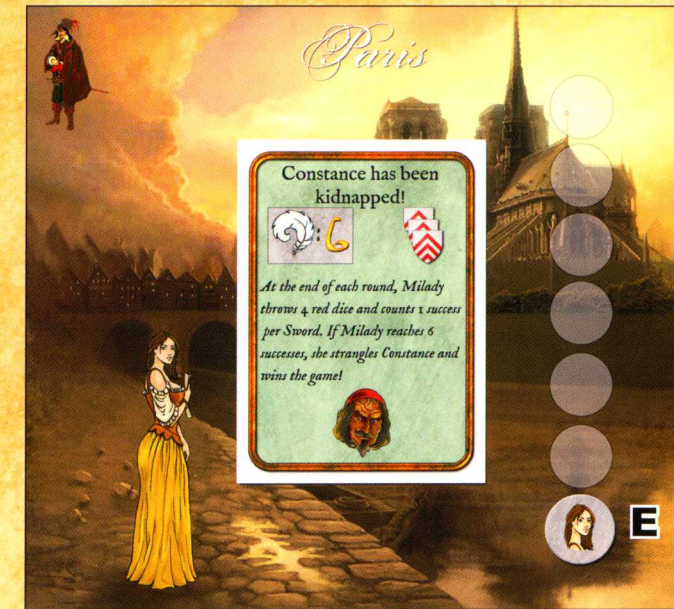 Paris
Constance has been
kidnapped!
:6
At the end of each round, Milady
throws 4 red dice and counts 1 success
per Sword. If Milady reaches 6
successes, she strangles Constance and
wins the game!
E